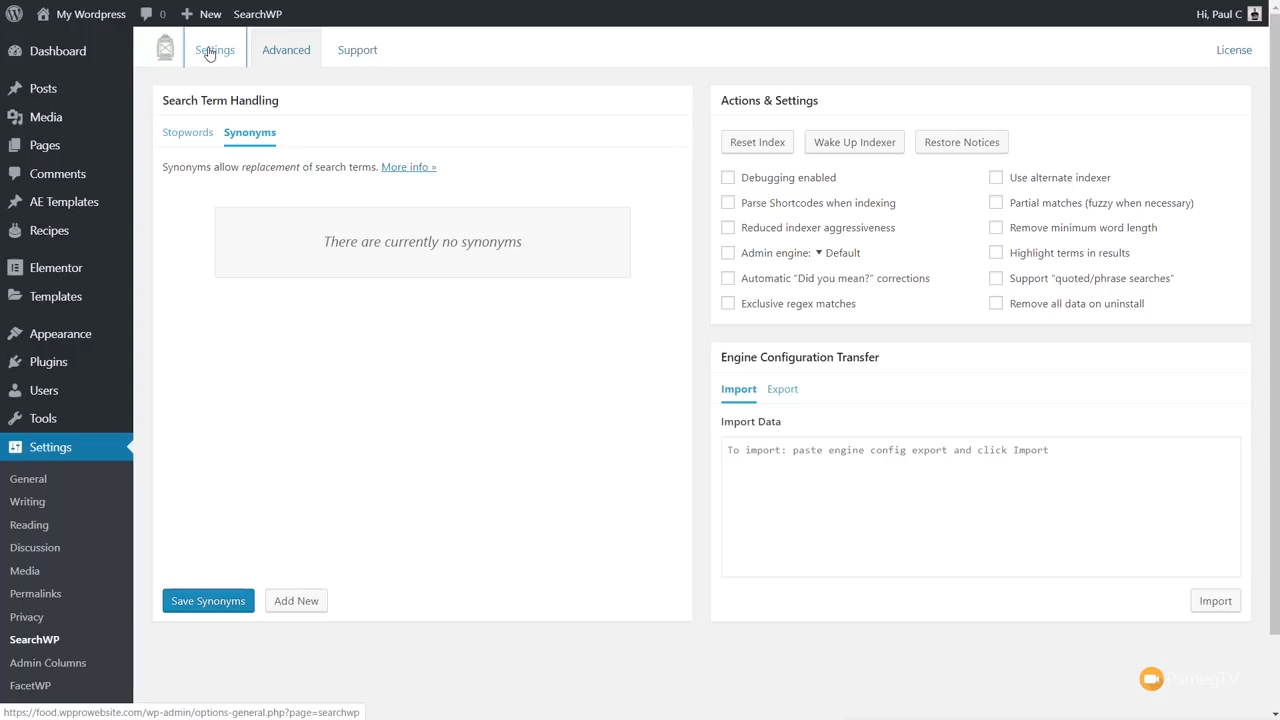 My Wordpress
0
New
SearchWP
Hi, Paul C
Dashboard
Posts
Media
Pages
Comments
AE Templates
Recipes
Elementor
Templates
Appearance
Plugins
Users
Tools
Settings
General
Writing
Reading
Discussion
Media
Permalinks
Privacy
SearchWP
Admin Columns
FacetWP
Settings
Advanced
Support
License
Search Term Handling
Stopwords
Synonyms
Synonyms allow replacement of search terms. More info »
There are currently no synonyms
Save Synonyms
Add New
Actions & Settings
Reset Index
Wake Up Indexer
Restore Notices
Debugging enabled
Parse Shortcodes when indexing
Reduced indexer aggressiveness
Admin engine: ▾ Default
Automatic "Did you mean?" corrections
Exclusive regex matches
Use alternate indexer
Partial matches (fuzzy when necessary)
Remove minimum word length
Highlight terms in results
Support "quoted/phrase searches"
Remove all data on uninstall
Engine Configuration Transfer
Import
Export
Import Data
To import: paste engine config export and click Import
Import
PsmegTV
https://food.wpprowebsite.com/wp-admin/options-general.php?page=searchwp